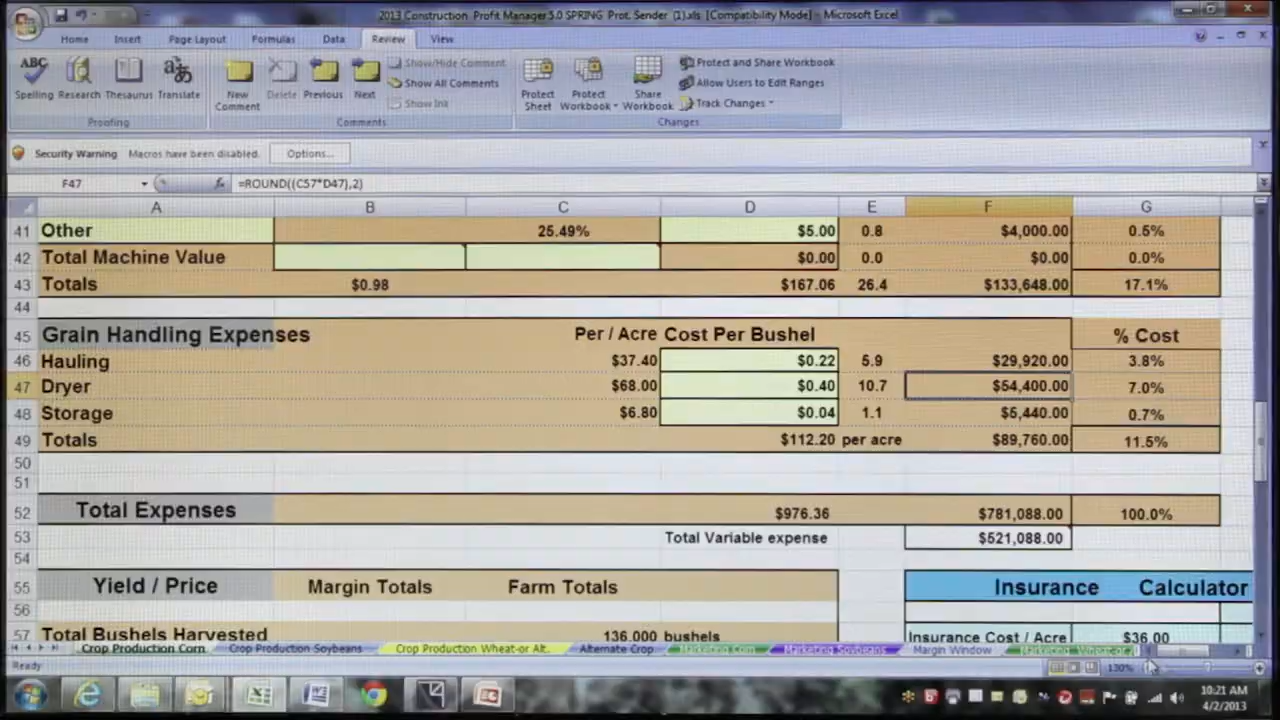 2013 Construction Profit Manager 5.0 SPRING Prot. Sender (1).xls [Compatibility Mode] - Microsoft Excel
Home Insert Page Layout Formulas Data Review View
ABC
Spelling Research Thesaurus Translate
New Comment Delete Previous Next
Show/Hide Comment
Show All Comments
Show Ink
Protect Sheet Protect Workbook Share Workbook
Protect and Share Workbook
Allow Users to Edit Ranges
Track Changes
Proofing Comments Changes
Security Warning Macros have been disabled. Options...
F47 fx =ROUND((C57*D47),2)
A B C D E F G
41 Other 25.49% $5.00 0.8 $4,000.00 0.5%
42 Total Machine Value $0.00 0.0 $0.00 0.0%
43 Totals $0.98 $167.06 26.4 $133,648.00 17.1%
44
45 Grain Handling Expenses Per / Acre Cost Per Bushel % Cost
46 Hauling $37.40 $0.22 5.9 $29,920.00 3.8%
47 Dryer $68.00 $0.40 10.7 $54,400.00 7.0%
48 Storage $6.80 $0.04 1.1 $5,440.00 0.7%
49 Totals $112.20 per acre $89,760.00 11.5%
50
51
52 Total Expenses $976.36 $781,088.00 100.0%
53 Total Variable expense $521,088.00
54
55 Yield / Price Margin Totals Farm Totals Insurance Calculator
56
57 Total Bushels Harvested 136,000 bushels Insurance Cost / Acre $36.00
Crop Production Corn Crop Production Soybeans Crop Production Wheat-or Alt. Alternate Crop Marketing Corn Marketing Soybeans Margin Window Marketing Wheat-or A
Ready 130%
10:21 AM
4/2/2013